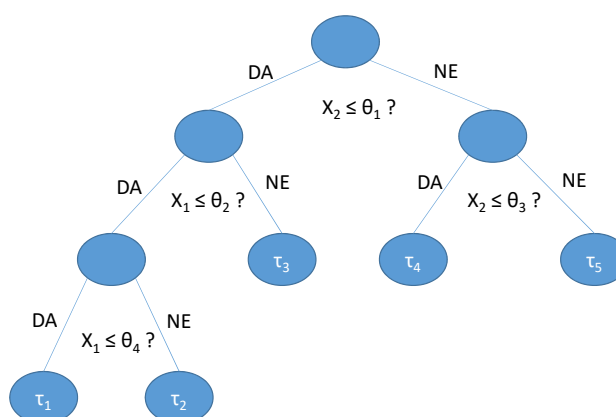 DA
NE
X₂ ≤ θ₁ ?
DA
NE
X₁ ≤ θ₂ ?
DA
NE
X₂ ≤ θ₃ ?
τ₃
τ₄
τ₅
DA
NE
X₁ ≤ θ₄ ?
τ₁
τ₂